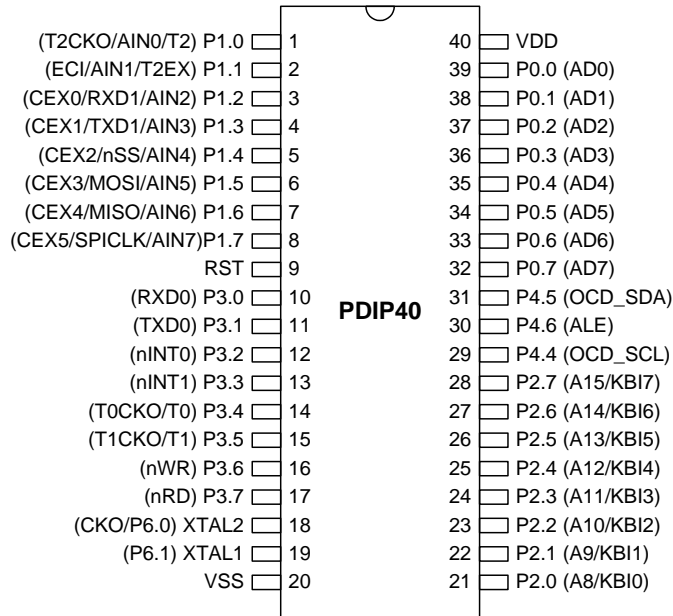 (T2CKO/AIN0/T2) P1.0 1 40 VDD
(ECI/AIN1/T2EX) P1.1 2 39 P0.0 (AD0)
(CEX0/RXD1/AIN2) P1.2 3 38 P0.1 (AD1)
(CEX1/TXD1/AIN3) P1.3 4 37 P0.2 (AD2)
(CEX2/nSS/AIN4) P1.4 5 36 P0.3 (AD3)
(CEX3/MOSI/AIN5) P1.5 6 35 P0.4 (AD4)
(CEX4/MISO/AIN6) P1.6 7 34 P0.5 (AD5)
(CEX5/SPICLK/AIN7)P1.7 8 33 P0.6 (AD6)
RST 9 32 P0.7 (AD7)
(RXD0) P3.0 10 PDIP40 31 P4.5 (OCD_SDA)
(TXD0) P3.1 11 30 P4.6 (ALE)
(nINT0) P3.2 12 29 P4.4 (OCD_SCL)
(nINT1) P3.3 13 28 P2.7 (A15/KBI7)
(T0CKO/T0) P3.4 14 27 P2.6 (A14/KBI6)
(T1CKO/T1) P3.5 15 26 P2.5 (A13/KBI5)
(nWR) P3.6 16 25 P2.4 (A12/KBI4)
(nRD) P3.7 17 24 P2.3 (A11/KBI3)
(CKO/P6.0) XTAL2 18 23 P2.2 (A10/KBI2)
(P6.1) XTAL1 19 22 P2.1 (A9/KBI1)
VSS 20 21 P2.0 (A8/KBI0)